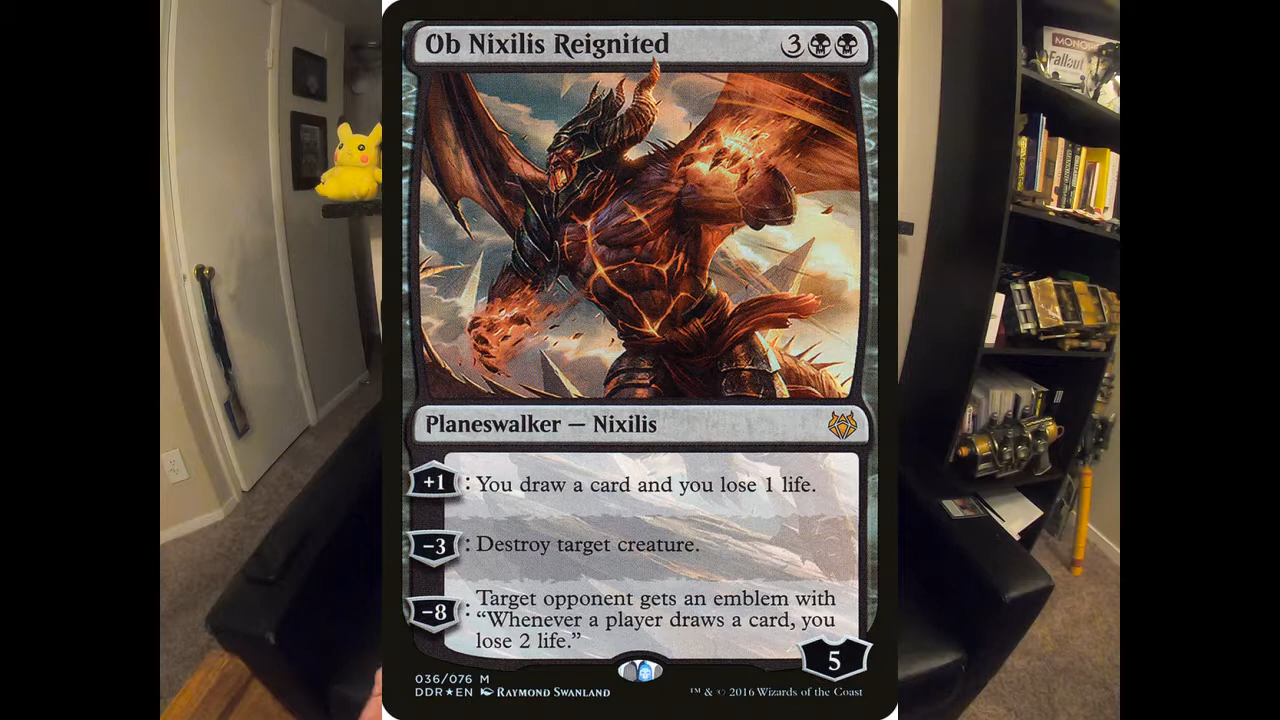 Ob Nixilis Reignited 3
MONOPOLY
Fallout
Planeswalker — Nixilis
+1: You draw a card and you lose 1 life.
−3: Destroy target creature.
−8: Target opponent gets an emblem with
“Whenever a player draws a card, you
lose 2 life.”
5
036/076 M
DDR★EN Raymond Swanland
™ & © 2016 Wizards of the Coast